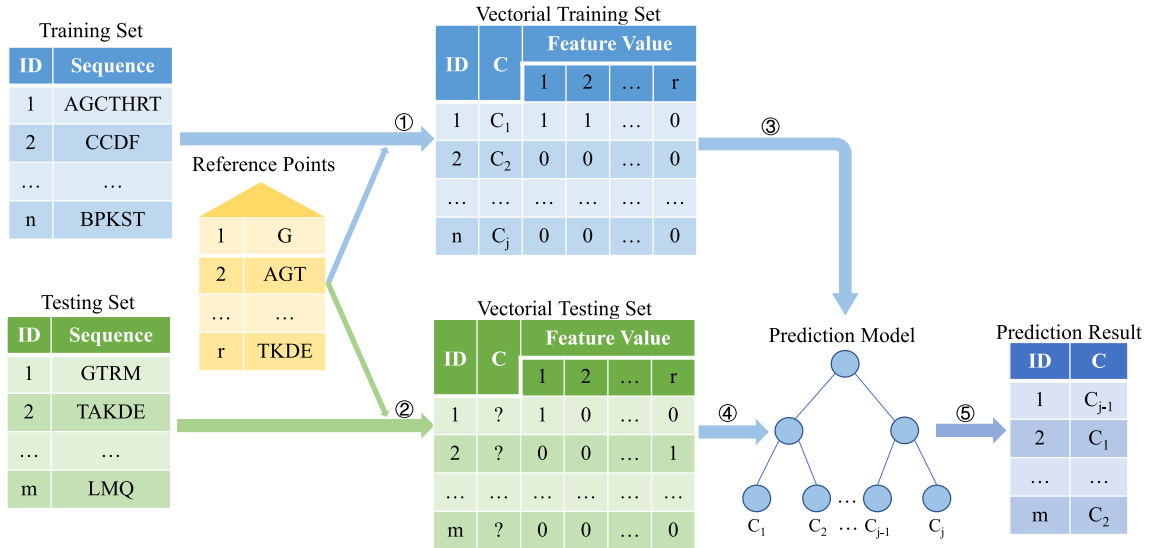 Training Set
ID Sequence
1 AGCTHRT
2 CCDF
… …
n BPKST
①
Reference Points
1 G
2 AGT
… …
r TKDE
Testing Set
ID Sequence
1 GTRM
2 TAKDE
… …
m LMQ
②
Vectorial Training Set
ID C Feature Value
1 2 … r
1 C₁ 1 1 … 0
2 C₂ 0 0 … 0
… … … … … …
n Cⱼ 0 0 … 0
③
Vectorial Testing Set
ID C Feature Value
1 2 … r
1 ? 1 0 … 0
2 ? 0 0 … 1
… … … … … …
m ? 0 0 … 0
④
Prediction Model
C₁ C₂ … Cⱼ₋₁ Cⱼ
…
⑤
Prediction Result
ID C
1 Cⱼ₋₁
2 C₁
… …
m C₂